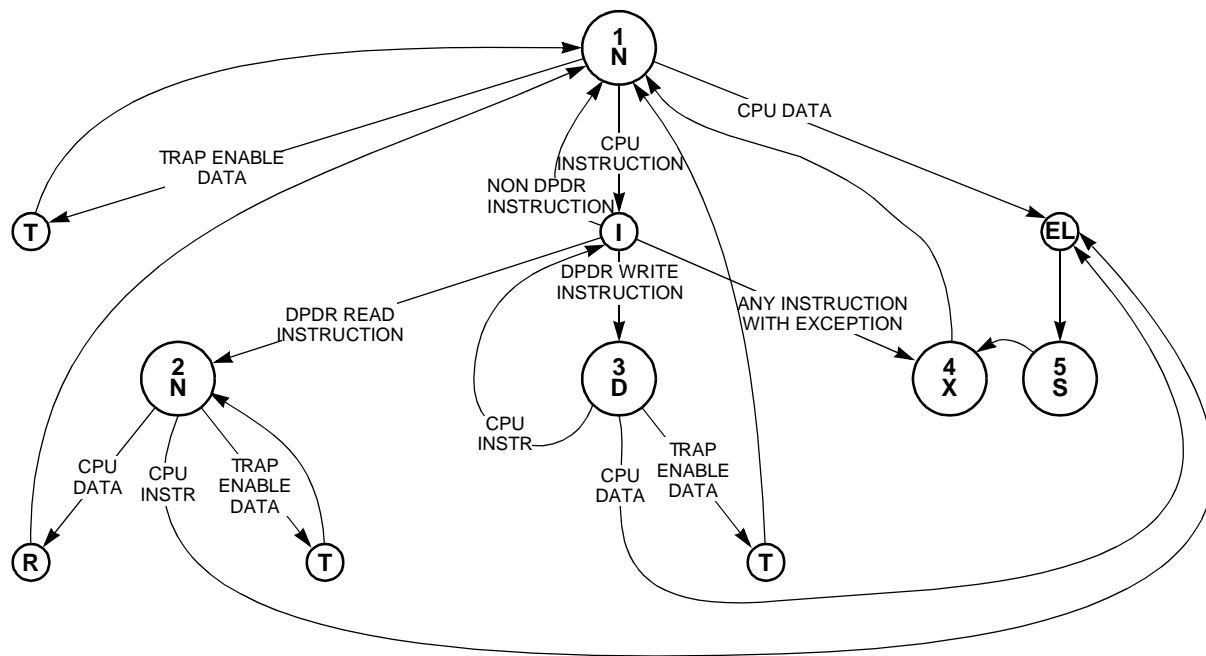 1
N
CPU DATA
CPU
INSTRUCTION
TRAP ENABLE
DATA
NON DPDR
INSTRUCTION
T
I
EL
DPDR WRITE
INSTRUCTION
DPDR READ
INSTRUCTION
ANY INSTRUCTION
WITH EXCEPTION
2
N
3
D
4
X
5
S
CPU
INSTR
CPU
DATA
CPU
INSTR
TRAP
ENABLE
DATA
CPU
DATA
TRAP
ENABLE
DATA
R
T
T